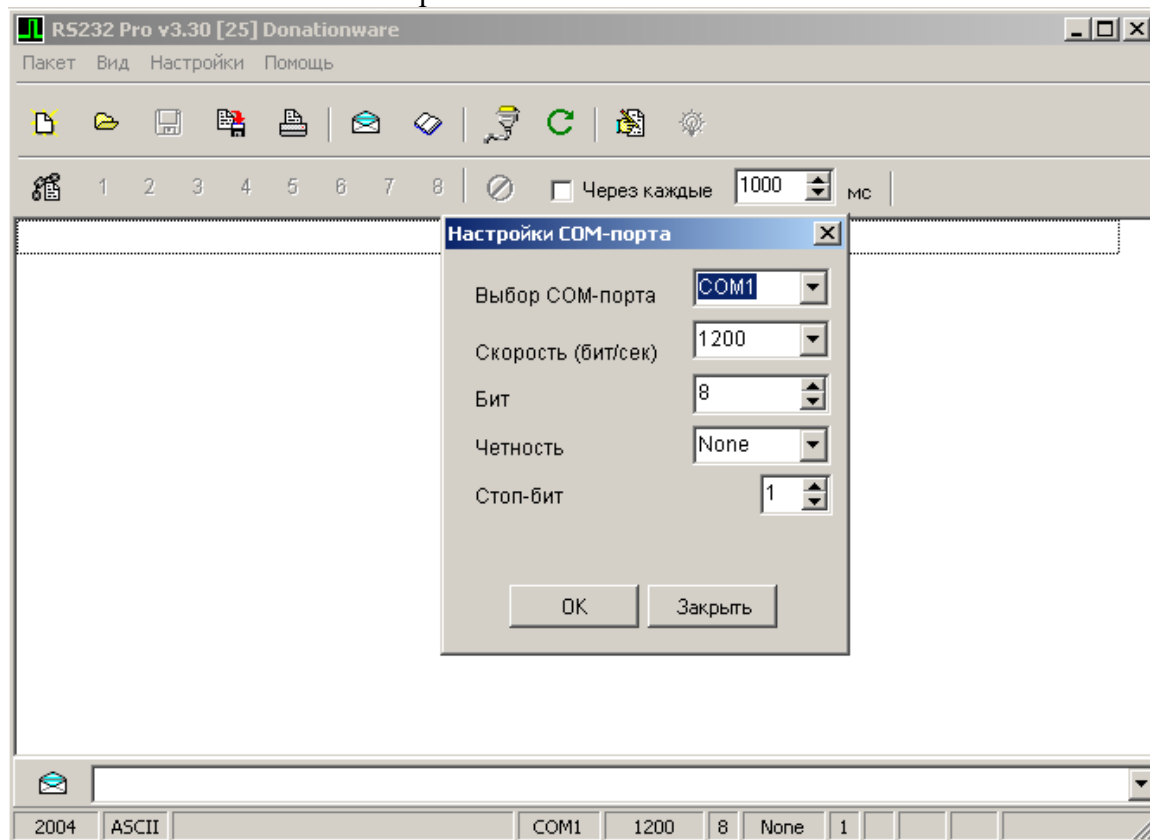 RS232 Pro v3.30 [25] Donationware
Пакет Вид Настройки Помощь
1 2 3 4 5 6 7 8 Через каждые 1000 мс
Настройки COM-порта
Выбор COM-порта COM1
Скорость (бит/сек) 1200
Бит 8
Четность None
Стоп-бит 1
OK Закрыть
2004 ASCII COM1 1200 8 None 1